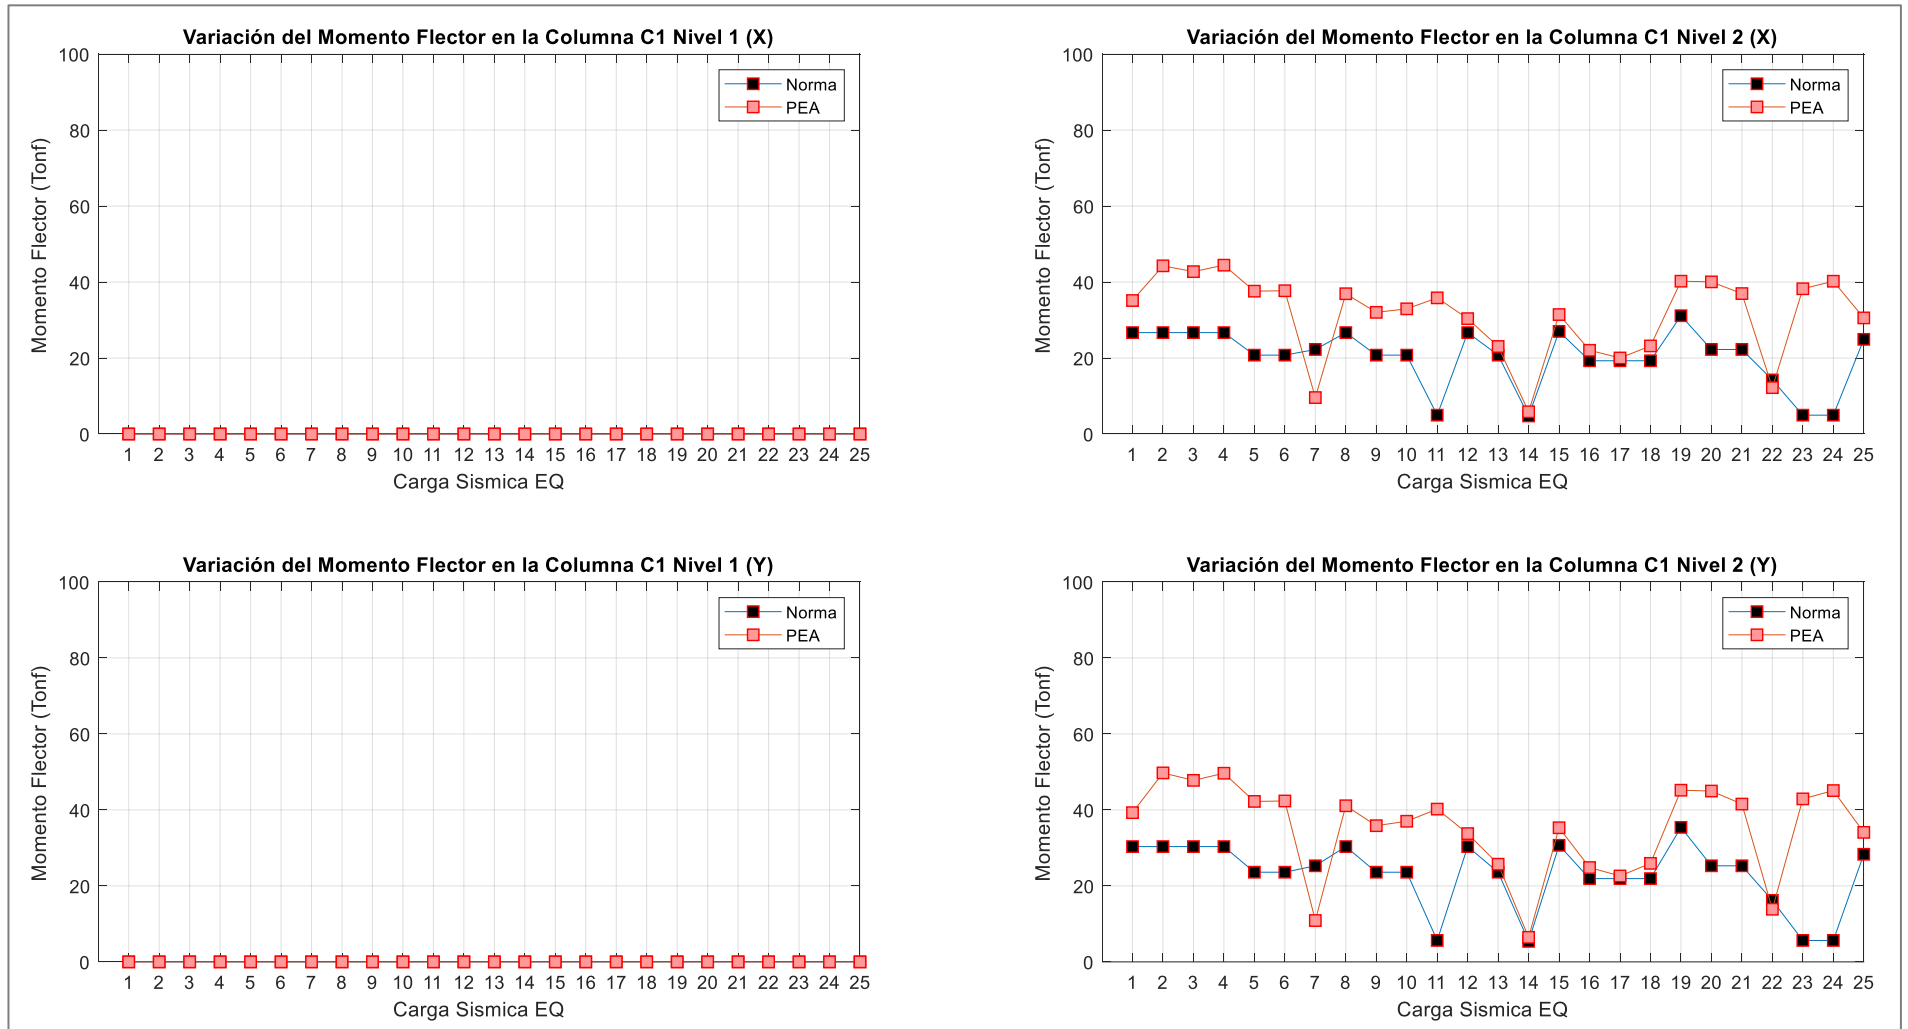 Variación del Momento Flector en la Columna C1 Nivel 1 (X)
100
80
60
40
20
0
Momento Flector (Tonf)
Norma
PEA
1 2 3 4 5 6 7 8 9 10 11 12 13 14 15 16 17 18 19 20 21 22 23 24 25
Carga Sismica EQ
Variación del Momento Flector en la Columna C1 Nivel 2 (X)
100
80
60
40
20
0
Momento Flector (Tonf)
Norma
PEA
1 2 3 4 5 6 7 8 9 10 11 12 13 14 15 16 17 18 19 20 21 22 23 24 25
Carga Sismica EQ
Variación del Momento Flector en la Columna C1 Nivel 1 (Y)
100
80
60
40
20
0
Momento Flector (Tonf)
Norma
PEA
1 2 3 4 5 6 7 8 9 10 11 12 13 14 15 16 17 18 19 20 21 22 23 24 25
Carga Sismica EQ
Variación del Momento Flector en la Columna C1 Nivel 2 (Y)
100
80
60
40
20
0
Momento Flector (Tonf)
Norma
PEA
1 2 3 4 5 6 7 8 9 10 11 12 13 14 15 16 17 18 19 20 21 22 23 24 25
Carga Sismica EQ